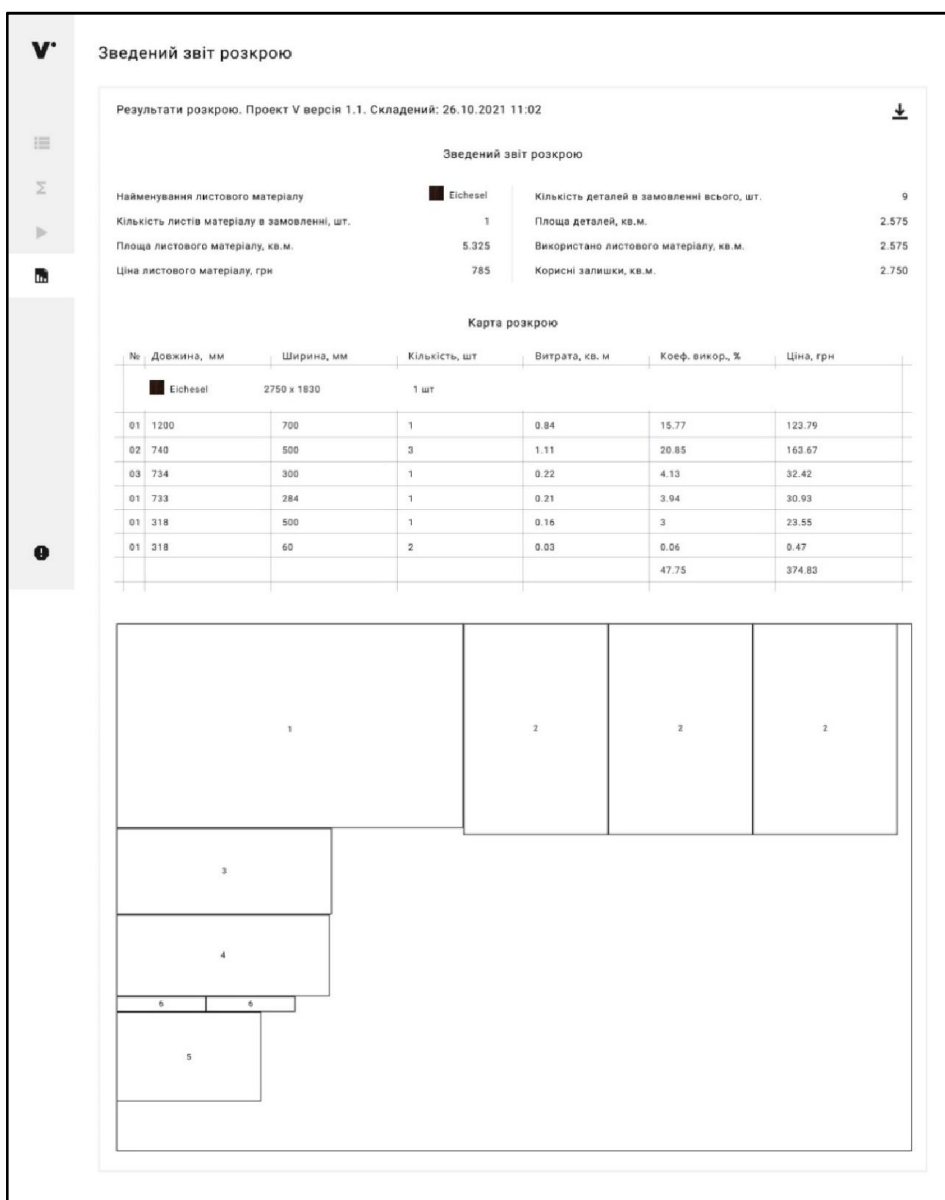 V
Зведений звіт розкрою
Результати розкрою. Проект V версія 1.1. Складений: 26.10.2021 11:02
Зведений звіт розкрою
Найменування листового матеріалу Eichesel Кількість деталей в замовленні всього, шт. 9
Кількість листів матеріалу в замовленні, шт. 1 Площа деталей, кв.м. 2.575
Площа листового матеріалу, кв.м. 5.325 Використано листового матеріалу, кв.м. 2.575
Ціна листового матеріалу, грн 785 Корисні залишки, кв.м. 2.750
Карта розкрою
№ Довжина, мм Ширина, мм Кількість, шт Витрата, кв. м Коеф. викор., % Ціна, грн
Eichesel 2750 x 1830 1 шт
01 1200 700 1 0.84 15.77 123.79
02 740 500 3 1.11 20.85 163.67
03 734 300 1 0.22 4.13 32.42
01 733 284 1 0.21 3.94 30.93
01 318 500 1 0.16 3 23.55
01 318 60 2 0.03 0.06 0.47
47.75 374.83
1 2 2 2
3
4
6 6
5